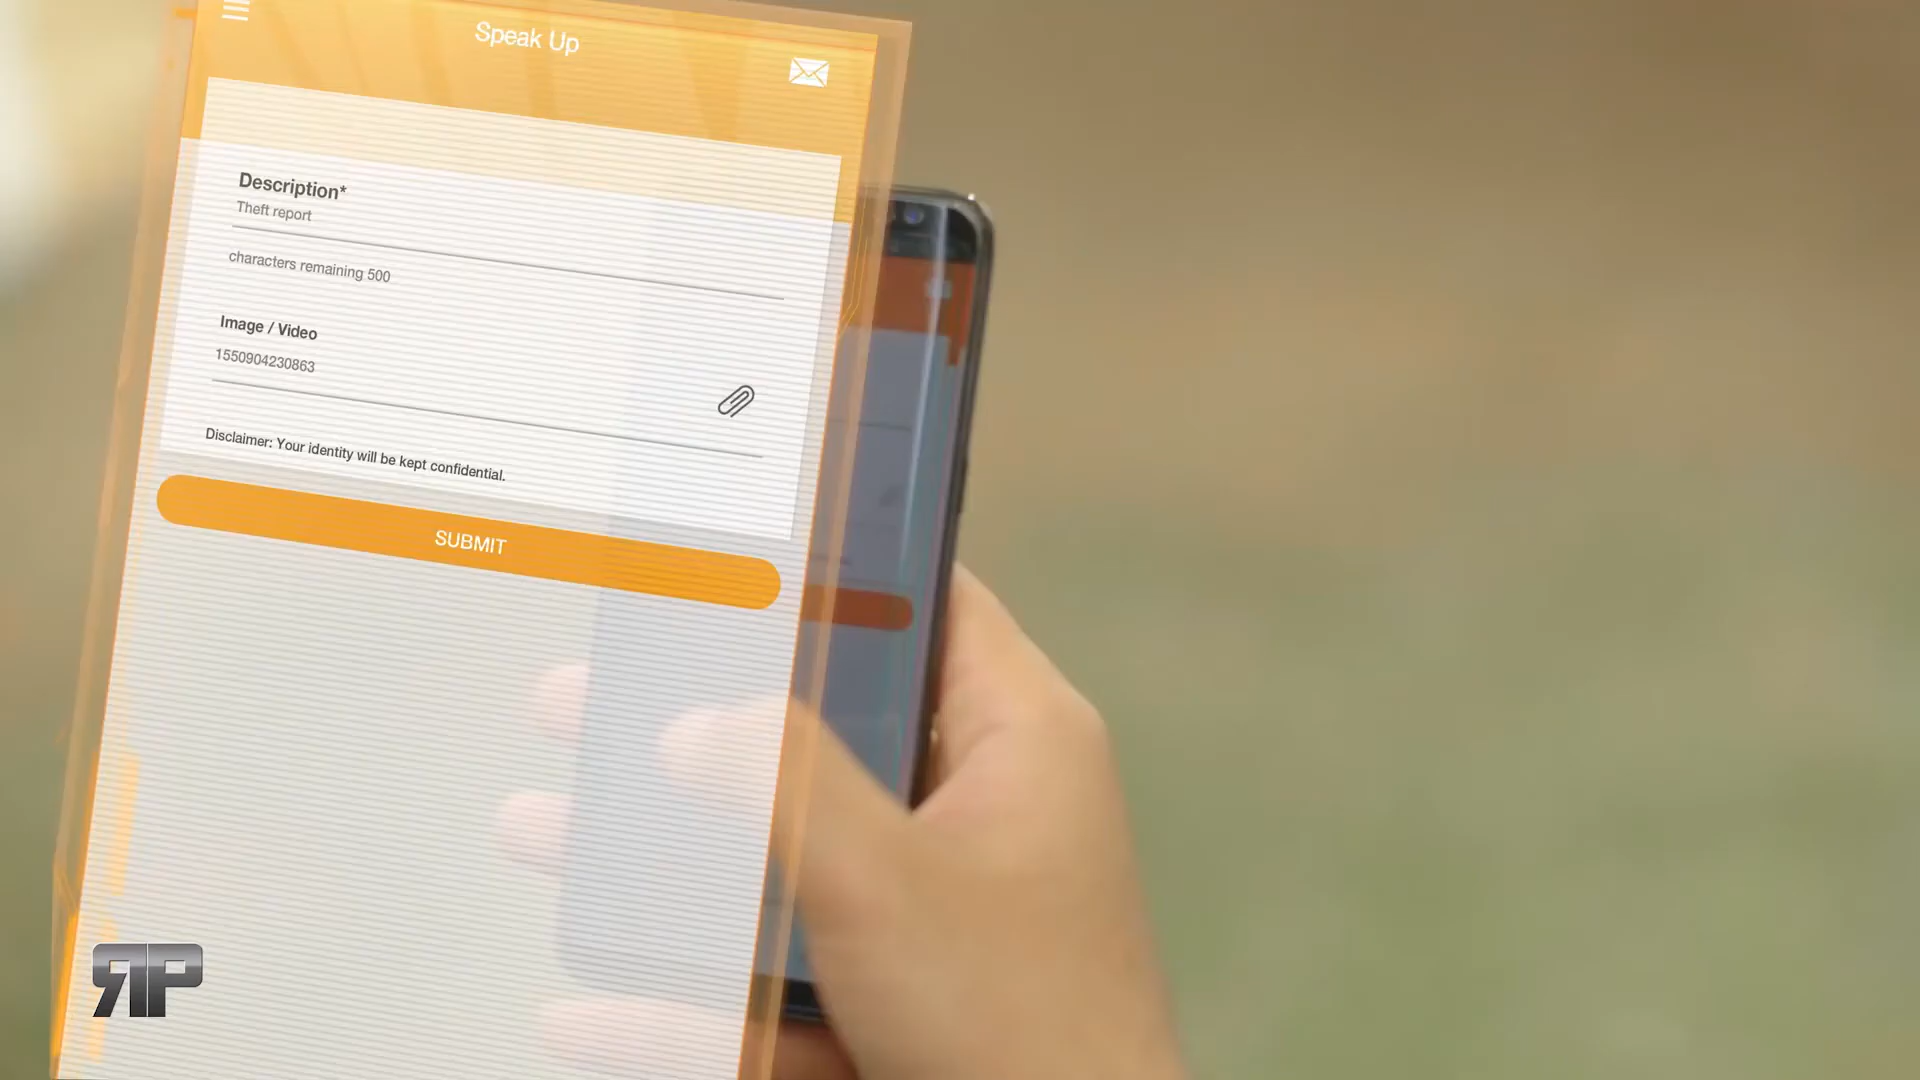 Speak Up
Description*
Theft report
characters remaining 500
Image / Video
1550904230863
Disclaimer: Your identity will be kept confidential.
SUBMIT
RP